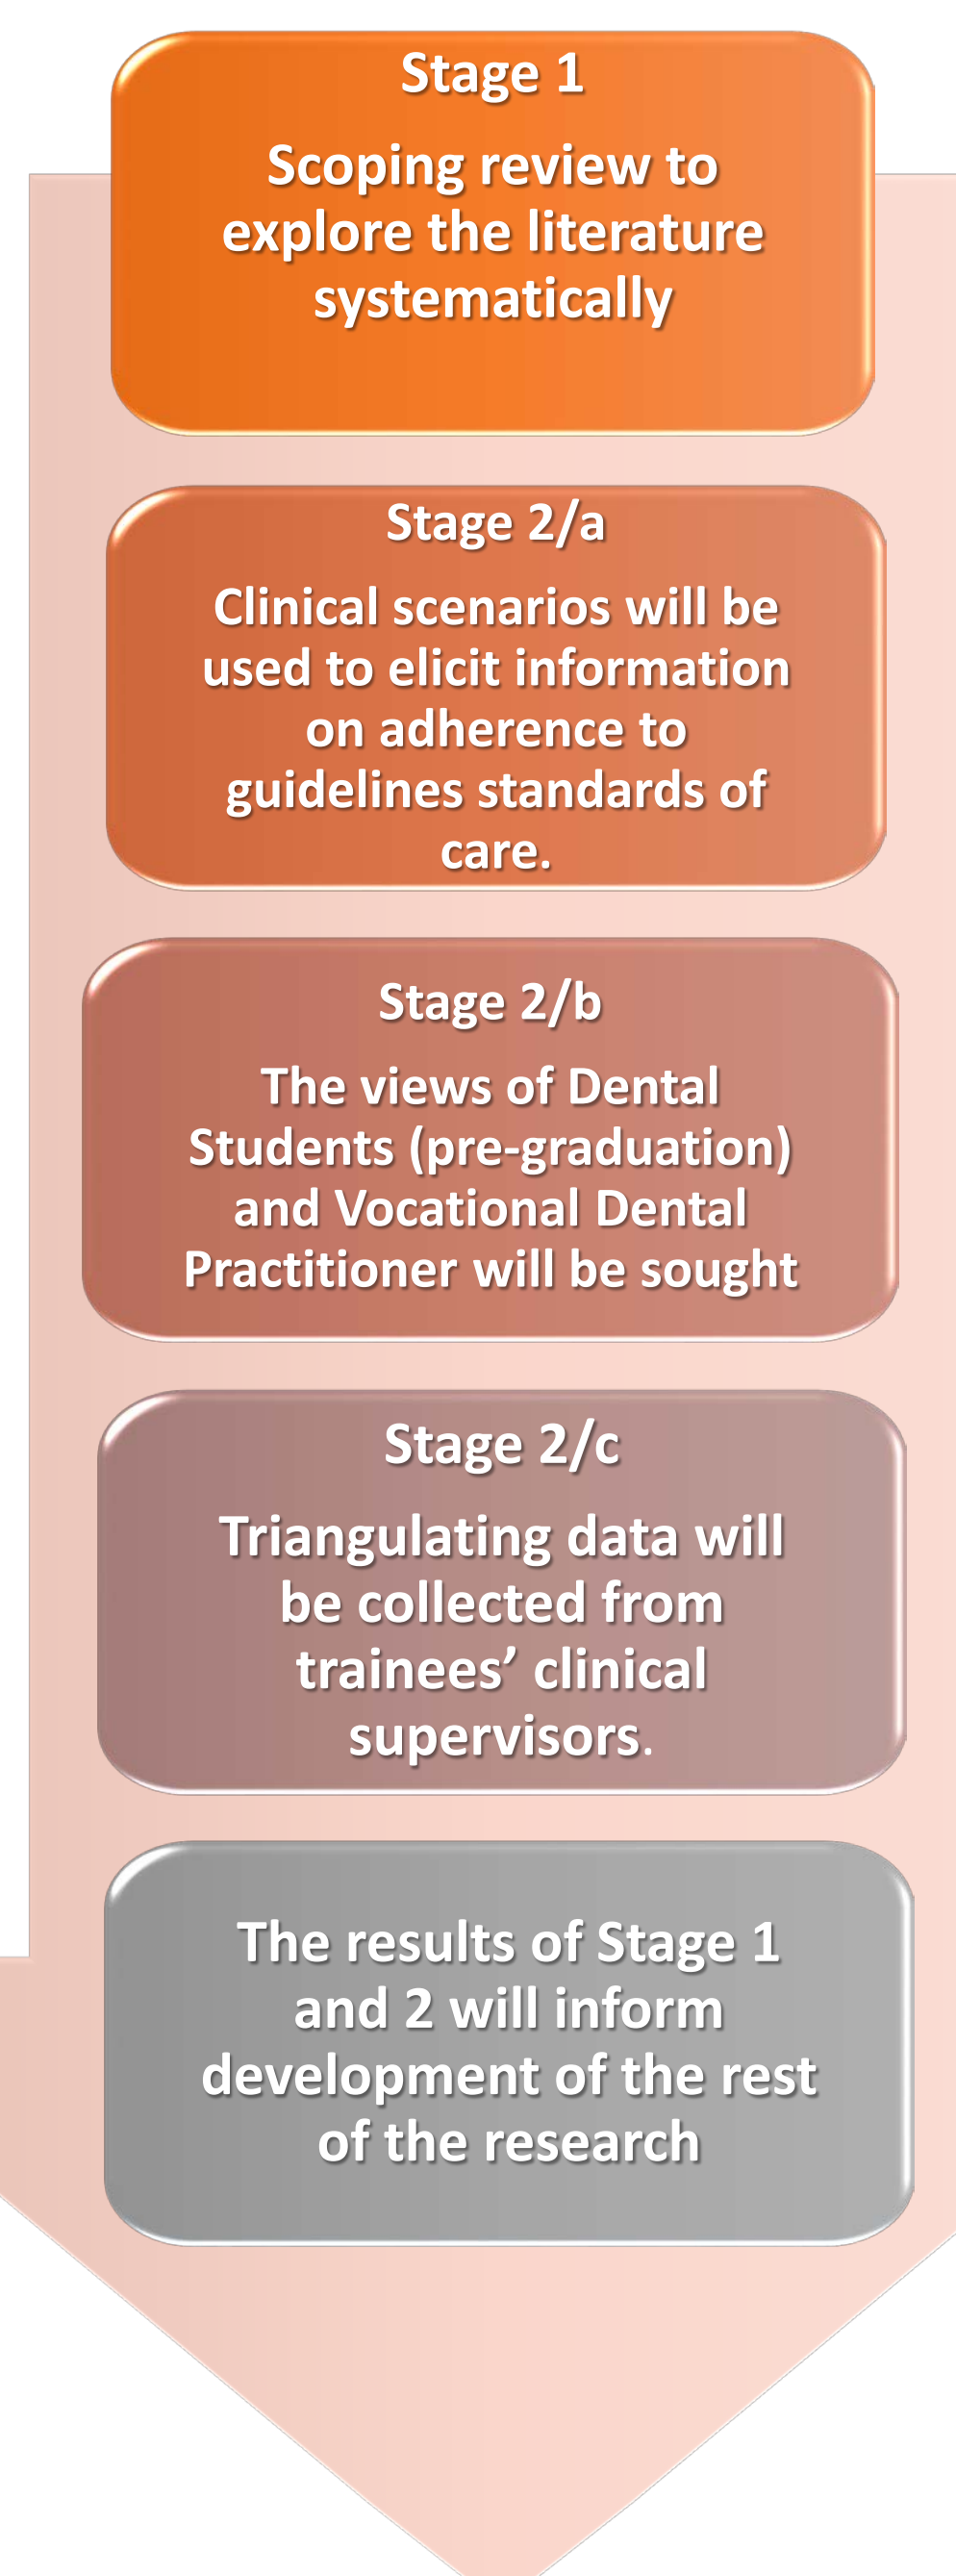 Stage 1
Scoping review to
explore the literature
systematically
Stage 2/a
Clinical scenarios will be
used to elicit information
on adherence to
guidelines standards of
care.
Stage 2/b
The views of Dental
Students (pre-graduation)
and Vocational Dental
Practitioner will be sought
Stage 2/c
Triangulating data will
be collected from
trainees’ clinical
supervisors.
The results of Stage 1
and 2 will inform
development of the rest
of the research